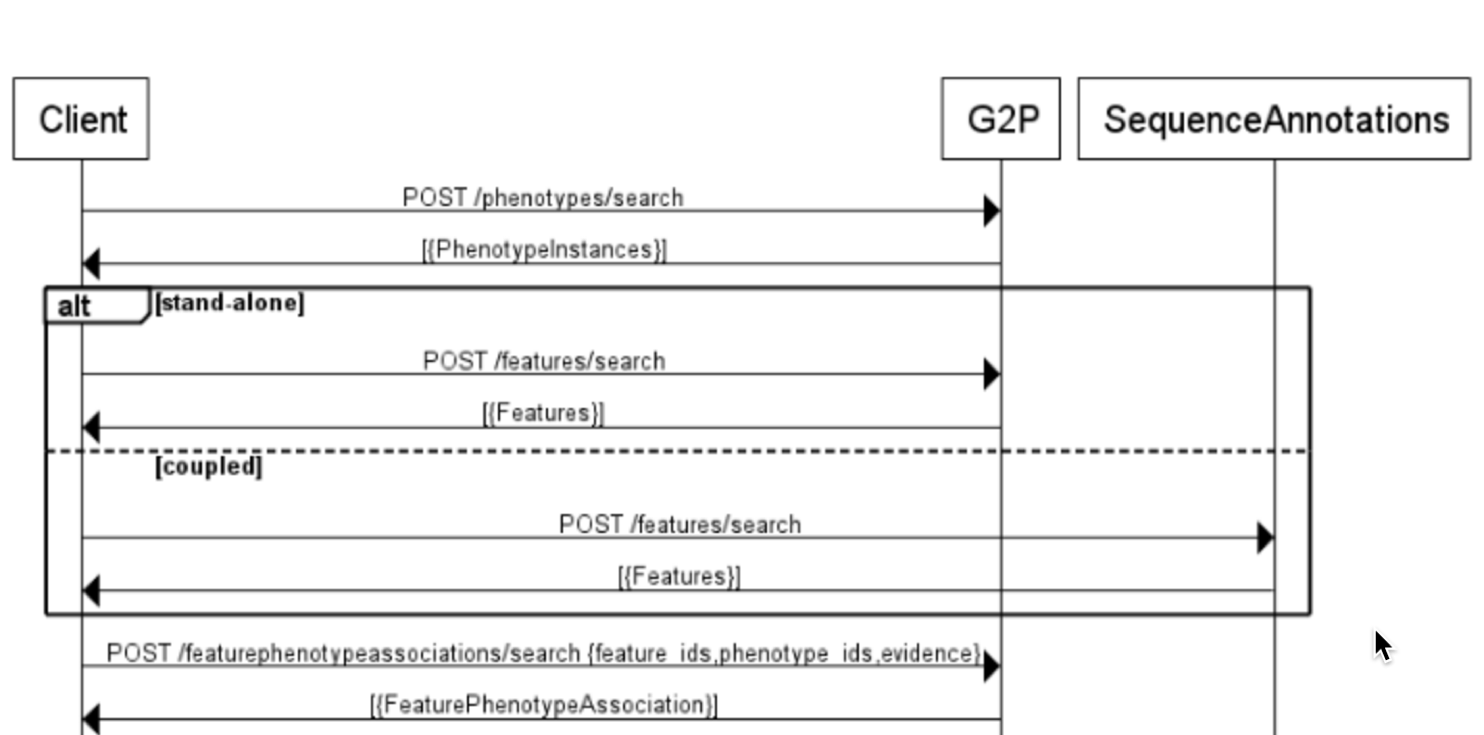 Client
G2P
SequenceAnnotations
POST /phenotypes/search
[{PhenotypeInstances}]
alt
[stand-alone]
POST /features/search
[{Features}]
[coupled]
POST /features/search
[{Features}]
POST /featurephenotypeassociations/search {feature_ids,phenotype_ids,evidence}
[{FeaturePhenotypeAssociation}]